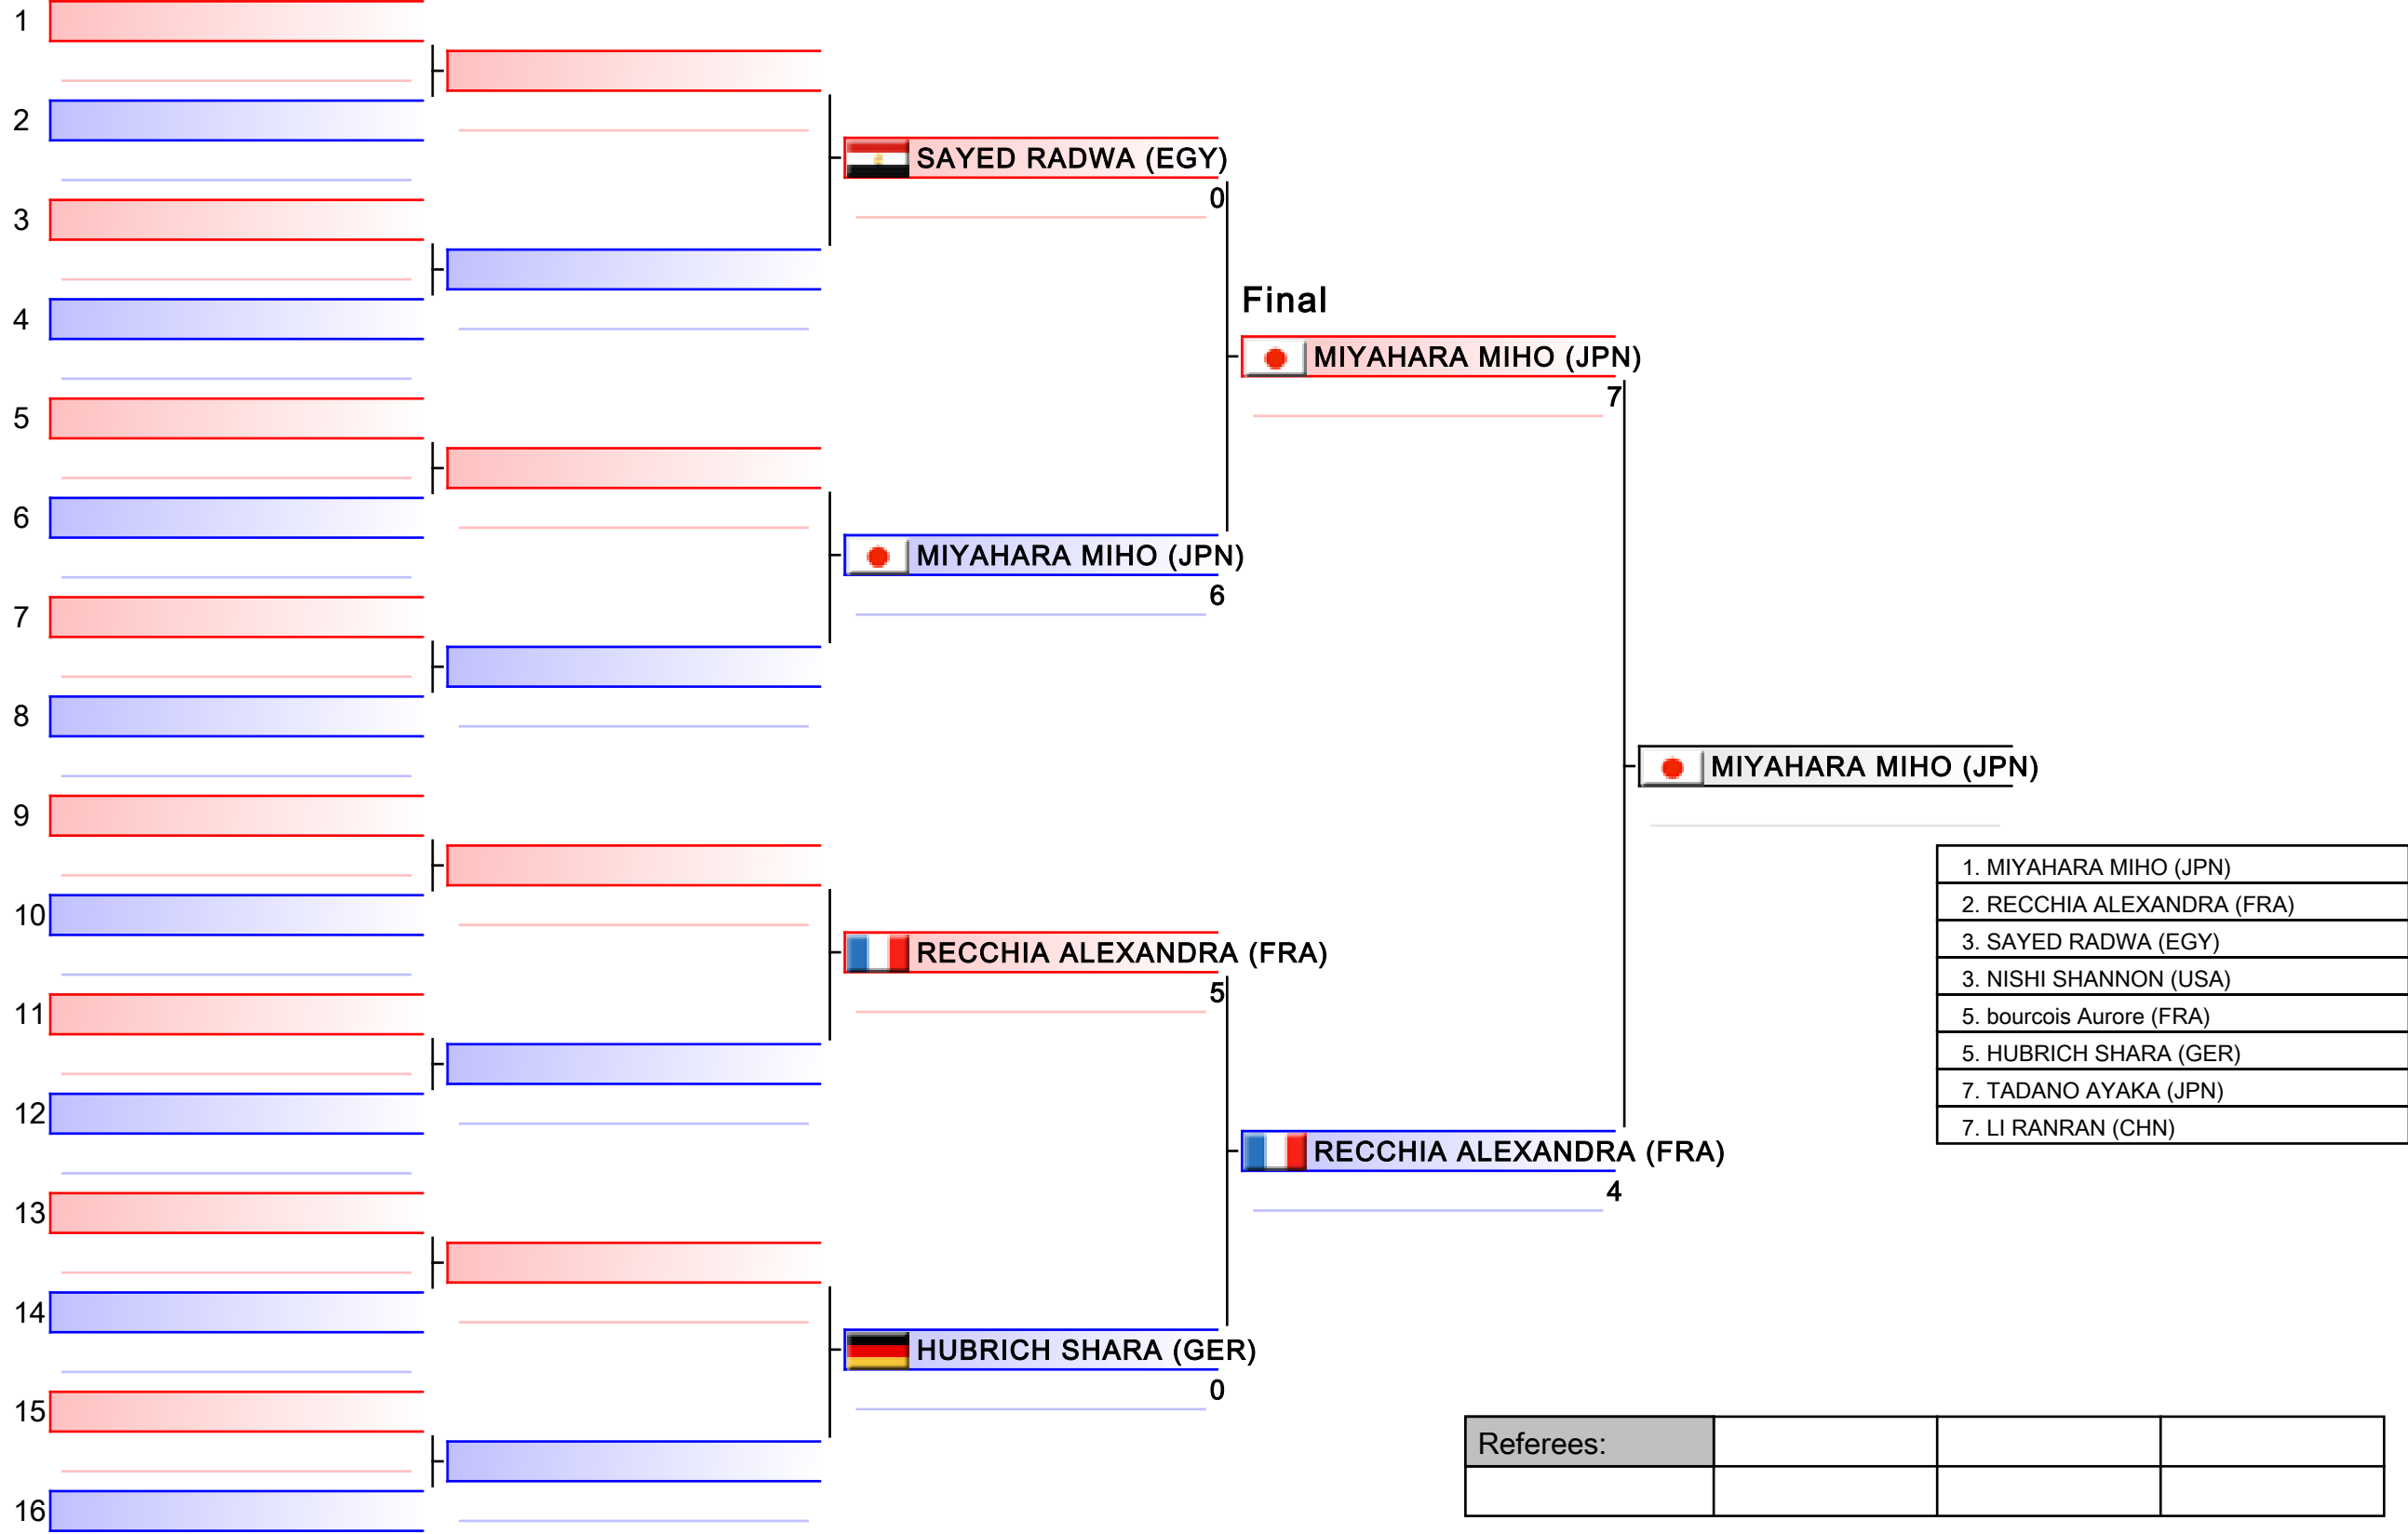 1
2
3
4
5
6
7
8
9
10
11
12
13
14
15
16
SAYED RADWA (EGY)
0
MIYAHARA MIHO (JPN)
6
RECCHIA ALEXANDRA (FRA)
5
HUBRICH SHARA (GER)
0
Final
MIYAHARA MIHO (JPN)
7
RECCHIA ALEXANDRA (FRA)
4
MIYAHARA MIHO (JPN)
1. MIYAHARA MIHO (JPN)
2. RECCHIA ALEXANDRA (FRA)
3. SAYED RADWA (EGY)
3. NISHI SHANNON (USA)
5. bourcois Aurore (FRA)
5. HUBRICH SHARA (GER)
7. TADANO AYAKA (JPN)
7. LI RANRAN (CHN)
Referees: